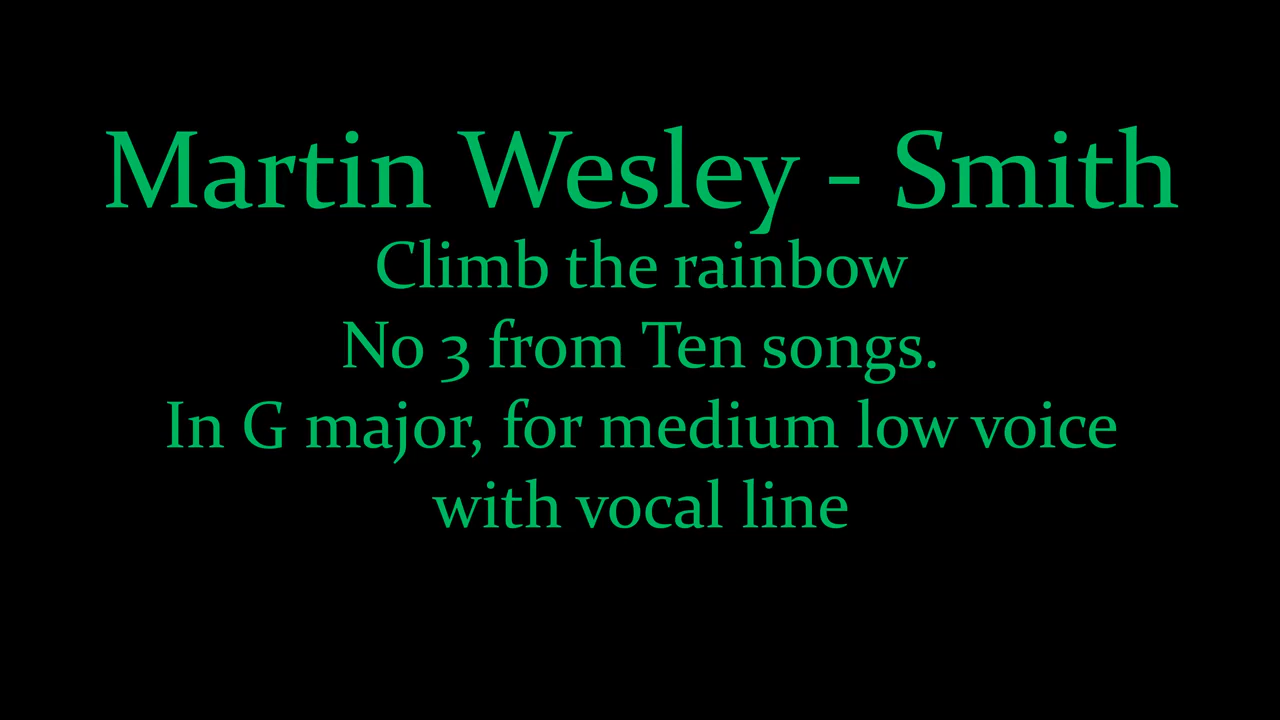 Martin Wesley - Smith
Climb the rainbow
No 3 from Ten songs.
In G major, for medium low voice
with vocal line